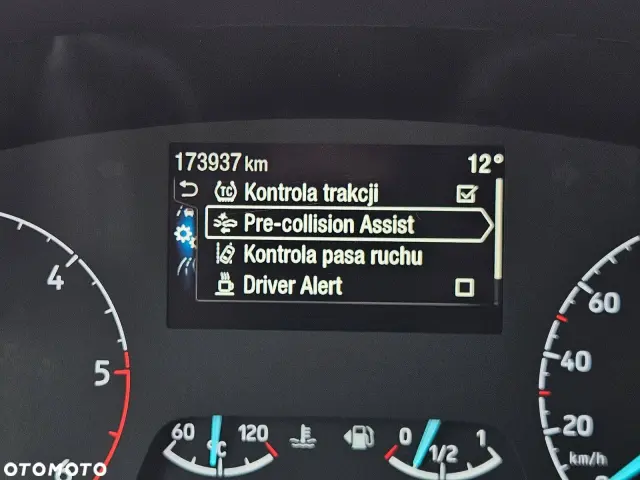 173937 km 12°
TC Kontrola trakcji
Pre-collision Assist
Kontrola pasa ruchu
Driver Alert
4
5
6
60
40
20
km/h
60 °C 120
0 1/2 1
OTOMOTO